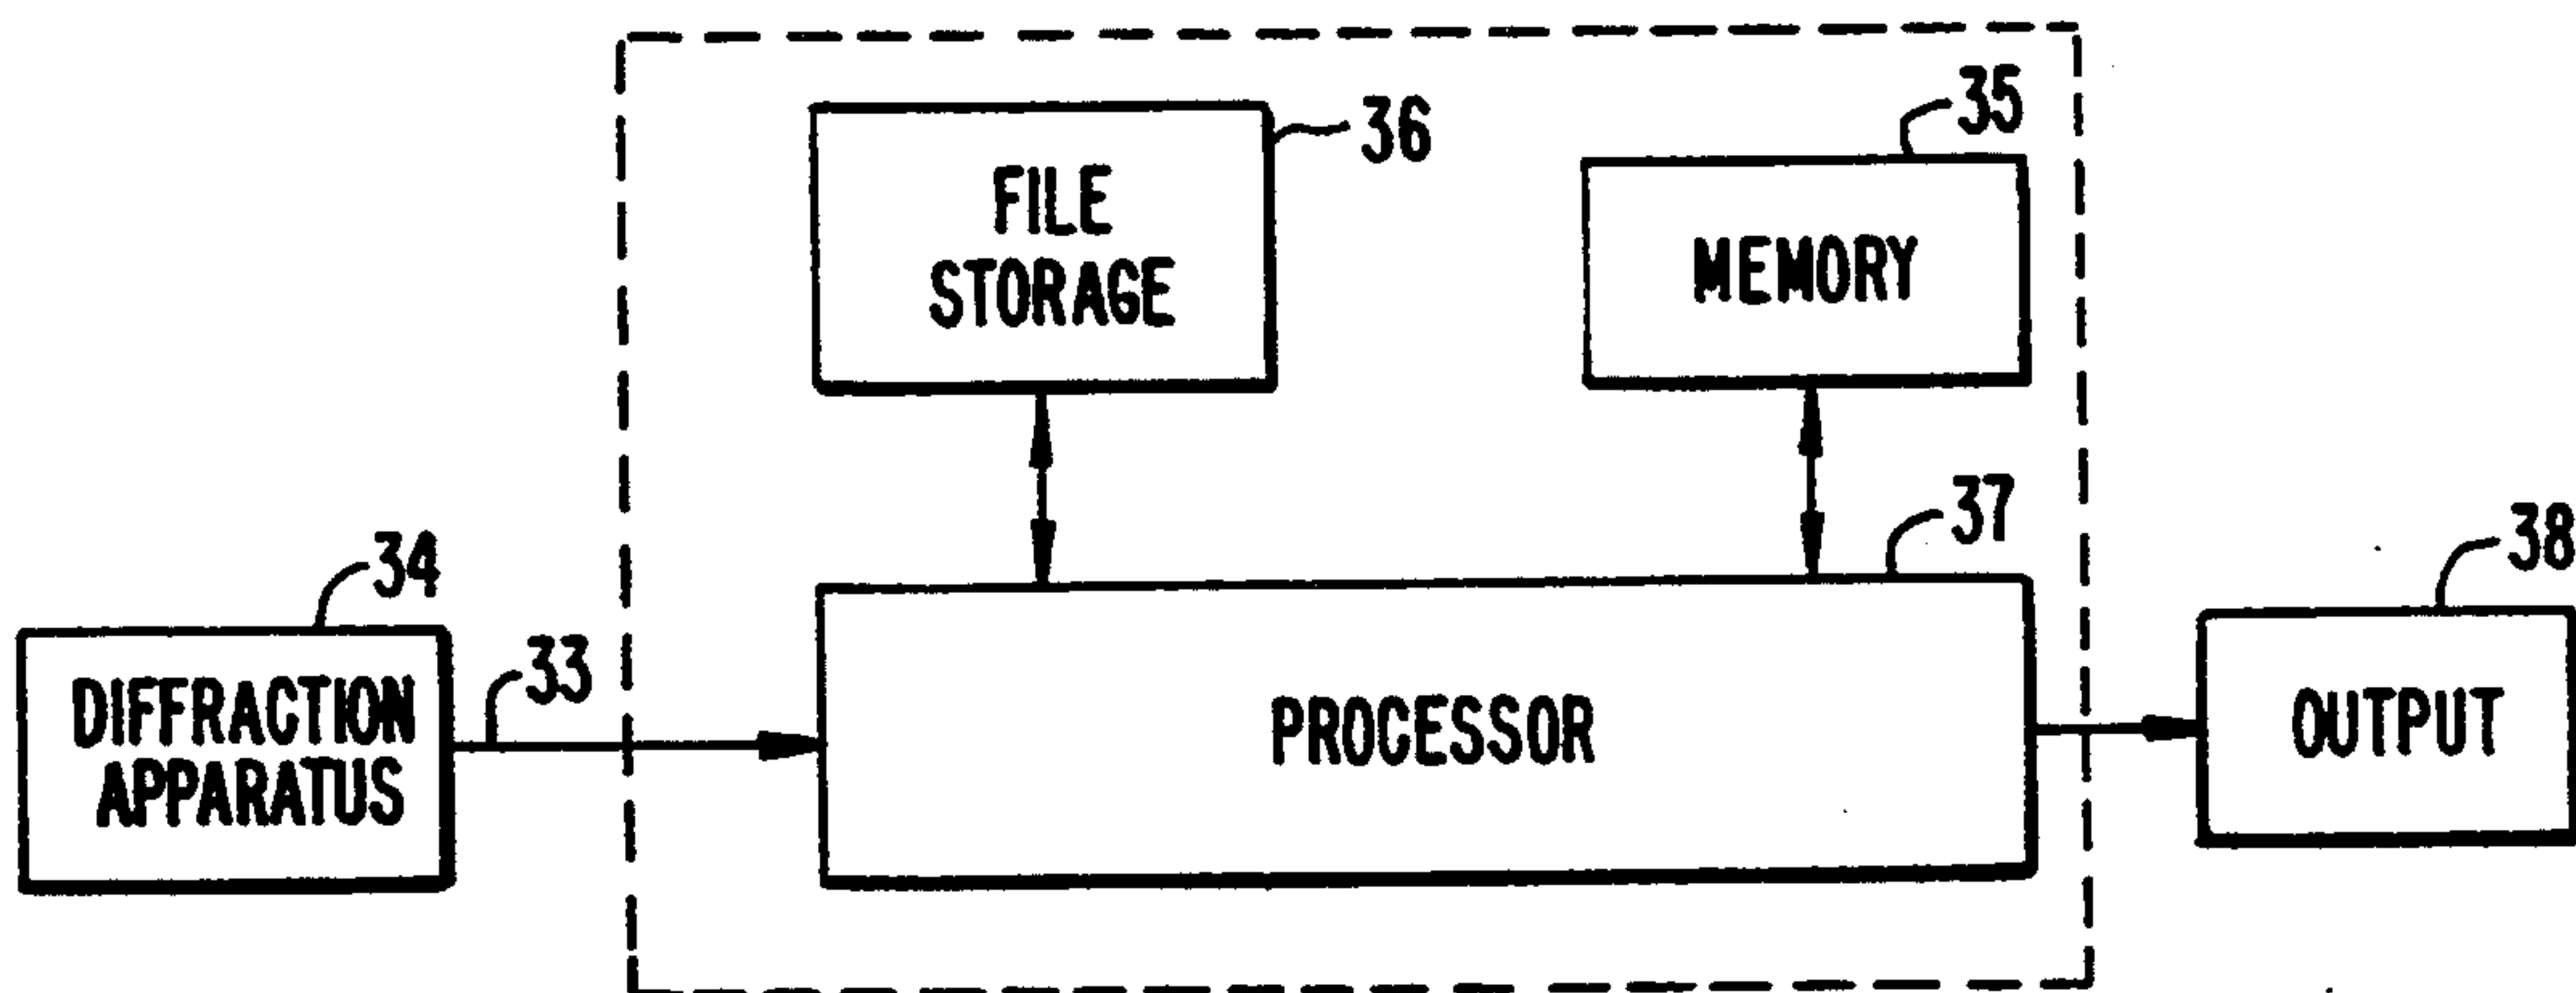 36
FILE
STORAGE
35
MEMORY
34
DIFFRACTION
APPARATUS
33
37
PROCESSOR
38
OUTPUT